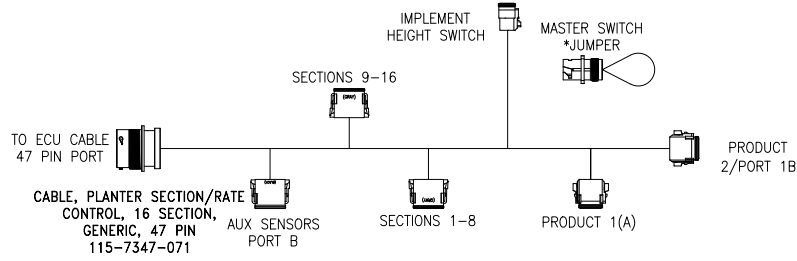 IMPLEMENT
HEIGHT SWITCH
MASTER SWITCH
*JUMPER
SECTIONS 9-16
(GRAY)
TO ECU CABLE
47 PIN PORT
PRODUCT
2/PORT 1B
CABLE, PLANTER SECTION/RATE
CONTROL, 16 SECTION,
GENERIC, 47 PIN
115-7347-071
AUX SENSORS
PORT B
SECTIONS 1-8
PRODUCT 1(A)